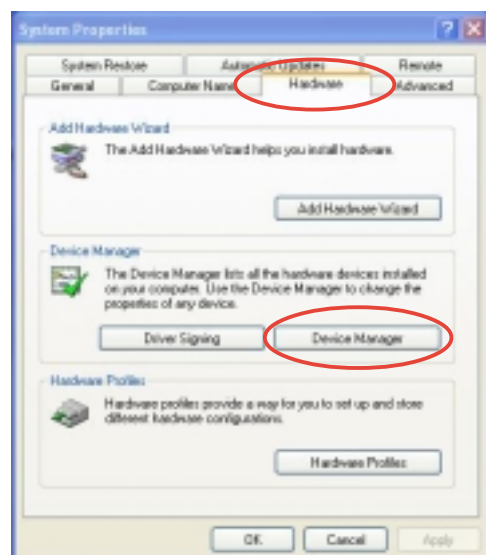 System Properties
System Restore Automatic Updates Remote
General Computer Name Hardware Advanced
Add Hardware Wizard
The Add Hardware Wizard helps you install hardware.
Add Hardware Wizard
Device Manager
The Device Manager lists all the hardware devices installed
on your computer. Use the Device Manager to change the
properties of any device.
Driver Signing Device Manager
Hardware Profiles
Hardware profiles provide a way for you to set up and store
different hardware configurations.
Hardware Profiles
OK Cancel Apply